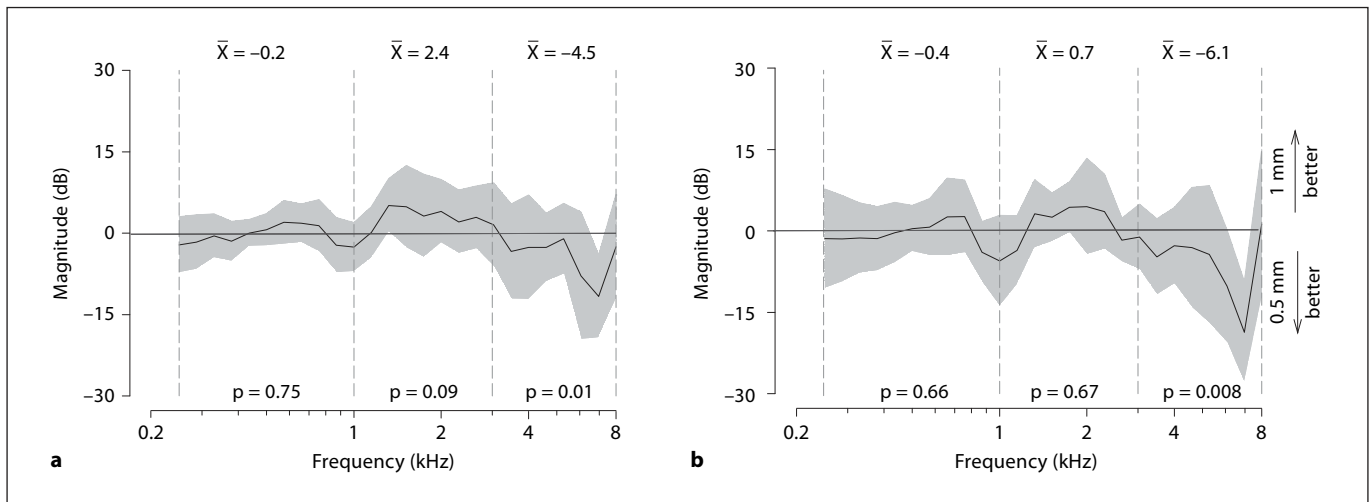 X̅ = –0.2 X̅ = 2.4 X̅ = –4.5
30
15
0
–15
–30
Magnitude (dB)
p = 0.75 p = 0.09 p = 0.01
0.2 1 2 4 8
Frequency (kHz)
a
X̅ = –0.4 X̅ = 0.7 X̅ = –6.1
30
15
0
–15
–30
Magnitude (dB)
p = 0.66 p = 0.67 p = 0.008
0.2 1 2 4 8
Frequency (kHz)
b
1 mm
better
0.5 mm
better